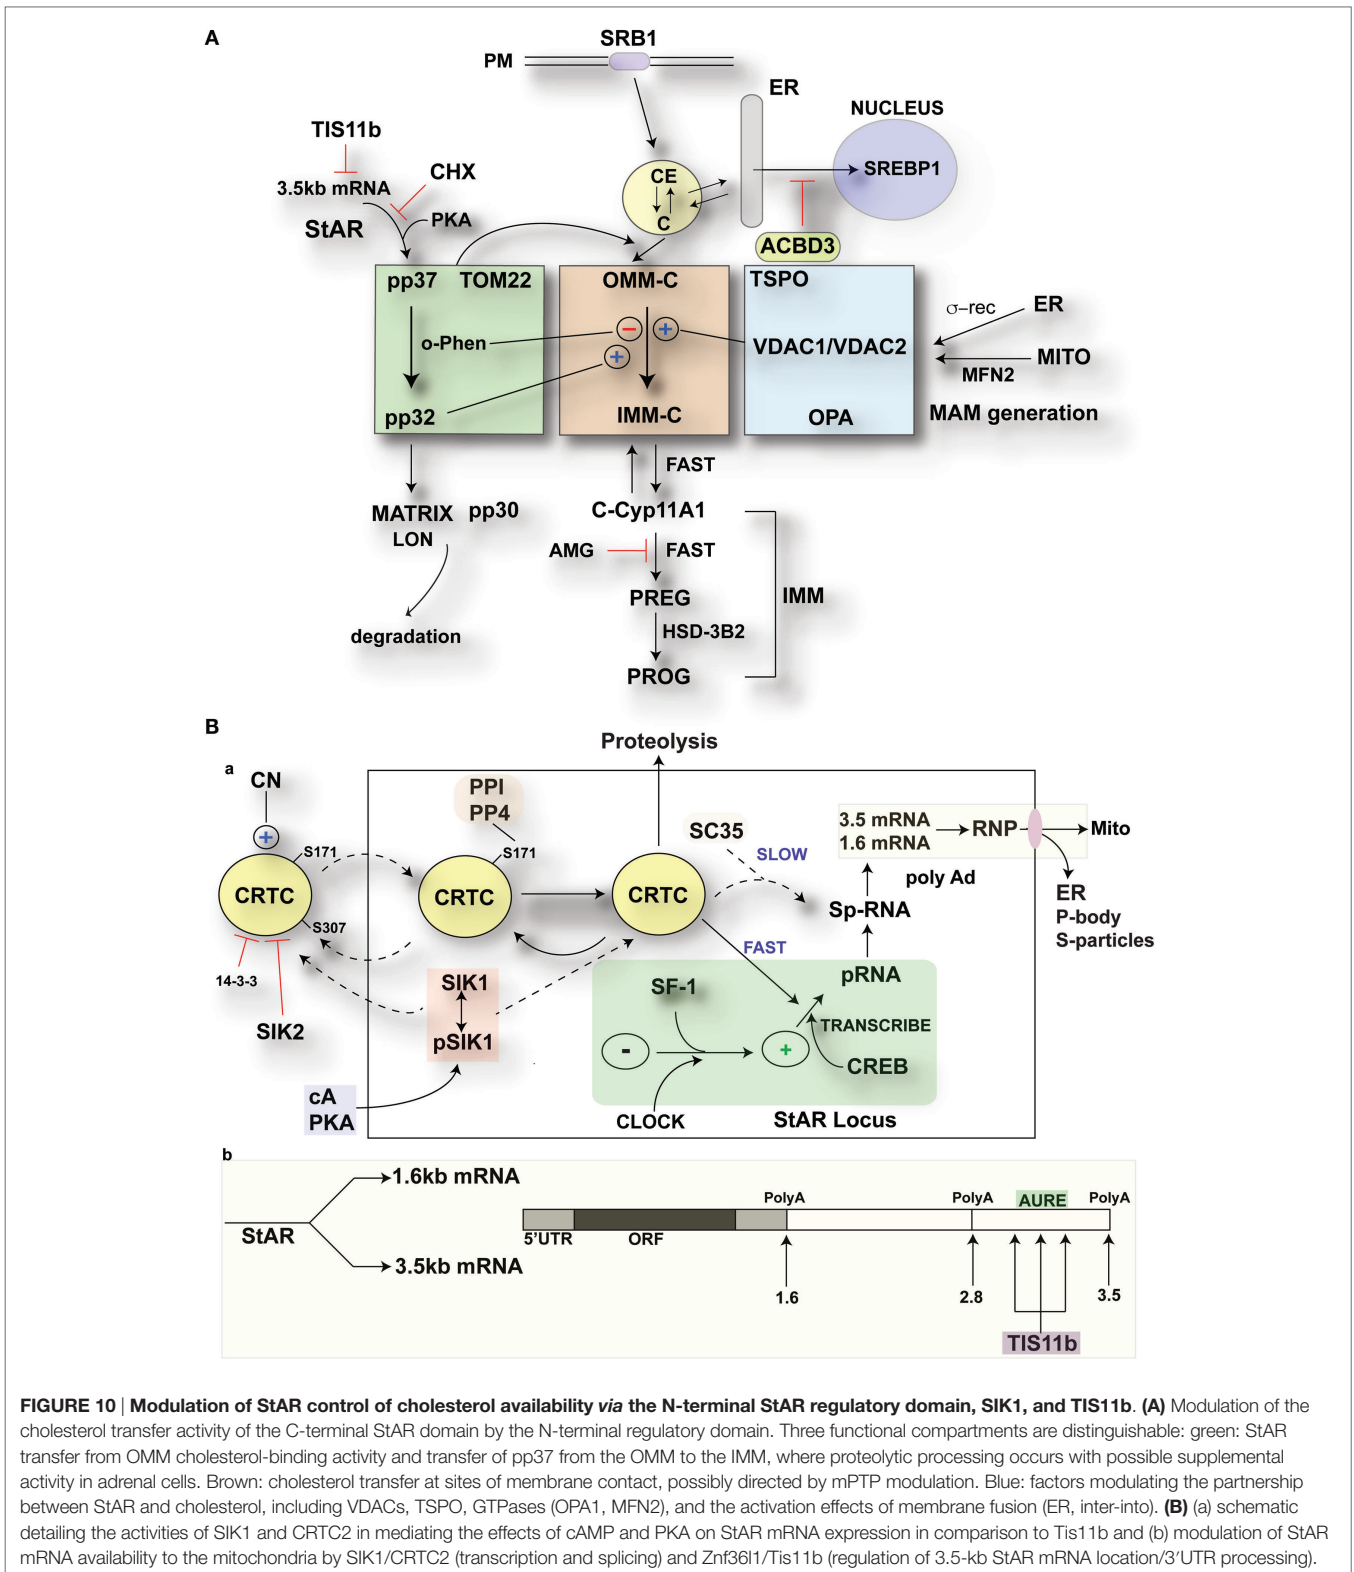 A
SRB1
PM
ER
NUCLEUS
TIS11b
CHX
3.5kb mRNA
PKA
StAR
CE
C
SREBP1
ACBD3
pp37
TOM22
OMM-C
TSPO
σ–rec
ER
o-Phen
−
+
+
VDAC1/VDAC2
MITO
MFN2
pp32
IMM-C
OPA
MAM generation
FAST
MATRIX
pp30
C-Cyp11A1
LON
AMG
FAST
PREG
IMM
degradation
HSD-3B2
PROG
B
Proteolysis
a
CN
+
PPI
PP4
S171
S171
CRTC
CRTC
CRTC
S307
14-3-3
SIK2
SC35
SLOW
3.5 mRNA
1.6 mRNA
RNP
Mito
poly Ad
Sp-RNA
ER
P-body
S-particles
FAST
SIK1
pSIK1
pRNA
SF-1
TRANSCRIBE
-
+
CREB
cA
PKA
CLOCK
StAR Locus
b
1.6kb mRNA
StAR
3.5kb mRNA
PolyA
PolyA
AURE
PolyA
5’UTR
ORF
1.6
2.8
3.5
TIS11b
FIGURE 10 | Modulation of StAR control of cholesterol availability via the N-terminal StAR regulatory domain, SIK1, and TIS11b. (A) Modulation of the
cholesterol transfer activity of the C-terminal StAR domain by the N-terminal regulatory domain. Three functional compartments are distinguishable: green: StAR
transfer from OMM cholesterol-binding activity and transfer of pp37 from the OMM to the IMM, where proteolytic processing occurs with possible supplemental
activity in adrenal cells. Brown: cholesterol transfer at sites of membrane contact, possibly directed by mPTP modulation. Blue: factors modulating the partnership
between StAR and cholesterol, including VDACs, TSPO, GTPases (OPA1, MFN2), and the activation effects of membrane fusion (ER, inter-into). (B) (a) schematic
detailing the activities of SIK1 and CRTC2 in mediating the effects of cAMP and PKA on StAR mRNA expression in comparison to Tis11b and (b) modulation of StAR
mRNA availability to the mitochondria by SIK1/CRTC2 (transcription and splicing) and Znf36l1/Tis11b (regulation of 3.5-kb StAR mRNA location/3′UTR processing).